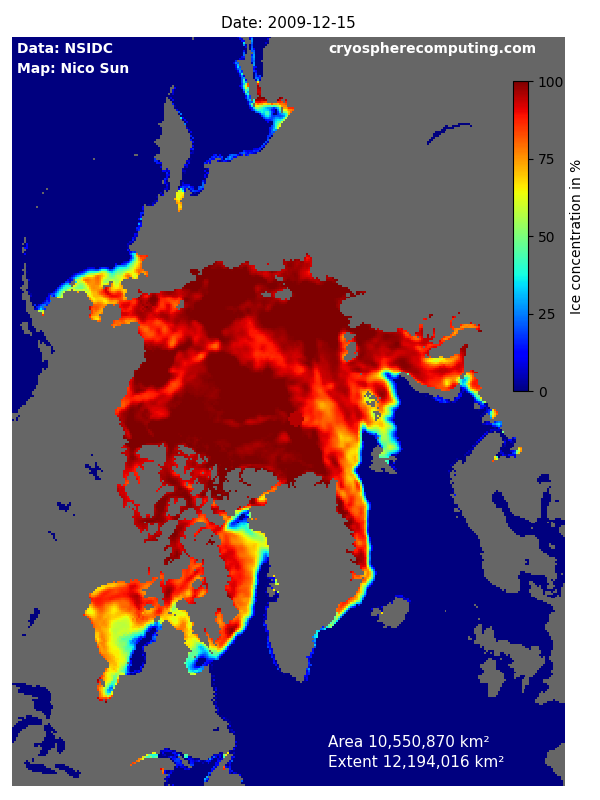 Date: 2009-12-15
Data: NSIDC
Map: Nico Sun
cryospherecomputing.com
100
75
50
25
0
Ice concentration in %
Area 10,550,870 km²
Extent 12,194,016 km²